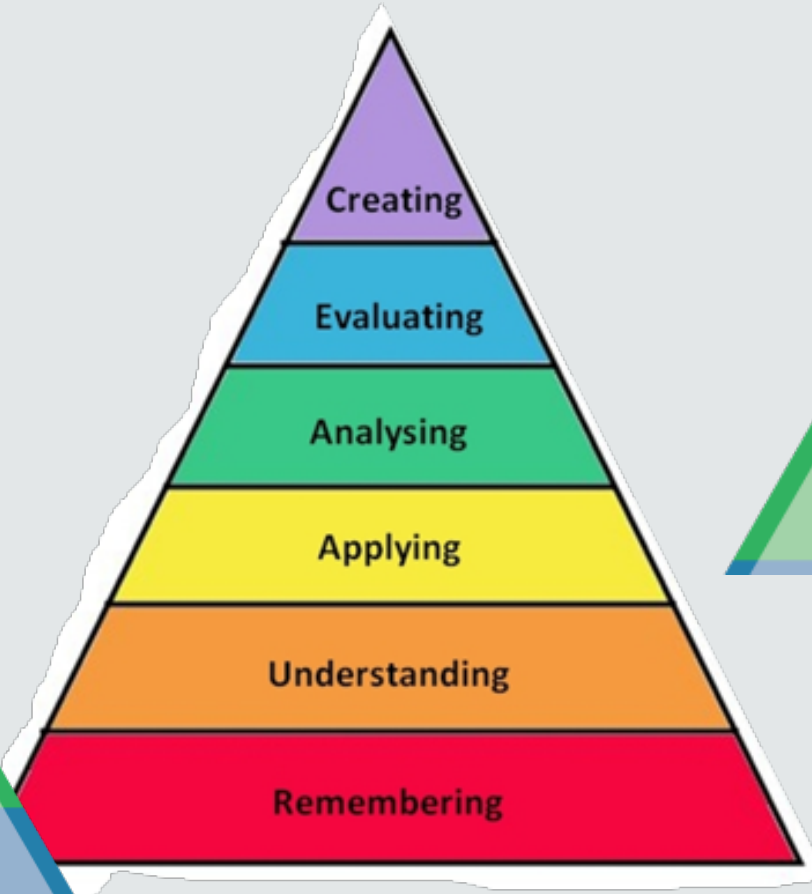 Creating
Evaluating
Analysing
Applying
Understanding
Remembering